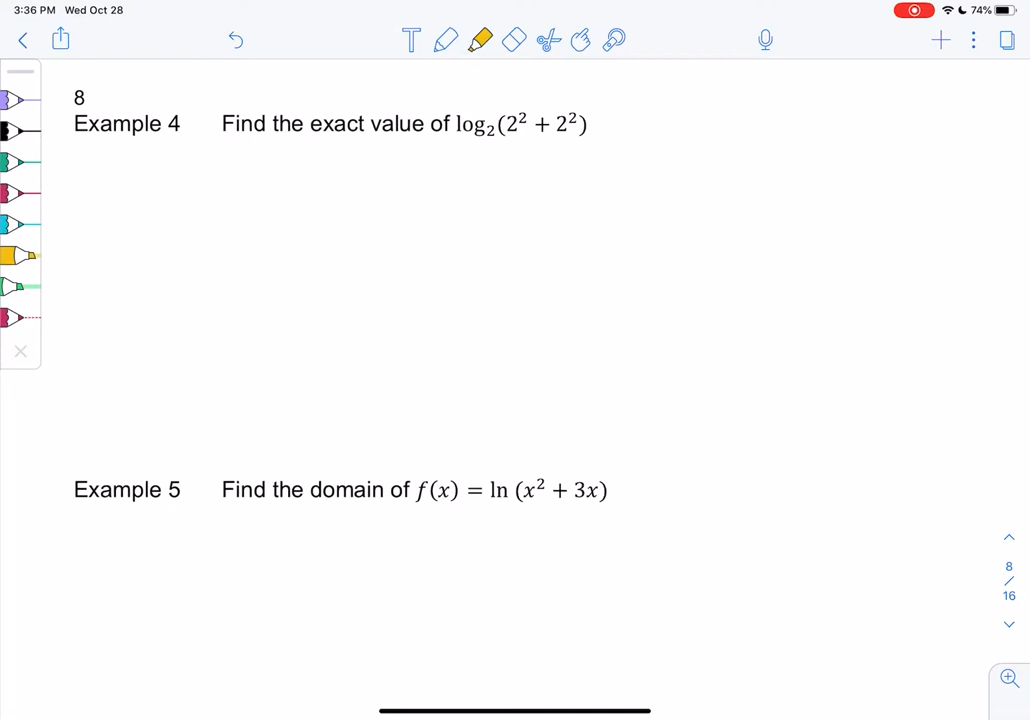 3:36 PM Wed Oct 28 74%
T
8
Example 4 Find the exact value of log₂(2² + 2²)
Example 5 Find the domain of f(x) = ln (x² + 3x)
8
/
16